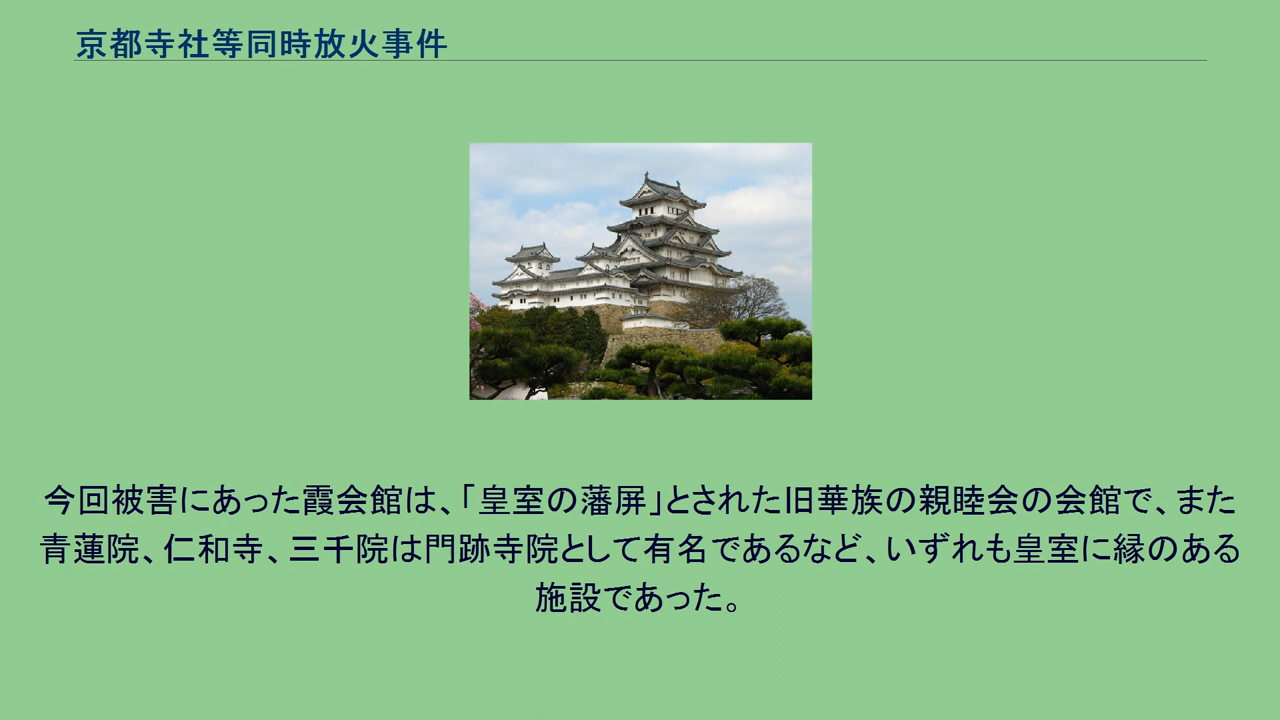 京都寺社等同時放火事件
今回被害にあった霞会館は、「皇室の藩屏」とされた旧華族の親睦会の会館で、また
青蓮院、仁和寺、三千院は門跡寺院として有名であるなど、いずれも皇室に縁のある
施設であった。